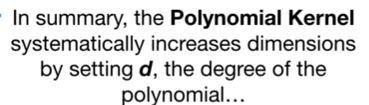 In summary, the Polynomial Kernel
systematically increases dimensions
by setting d, the degree of the
polynomial...